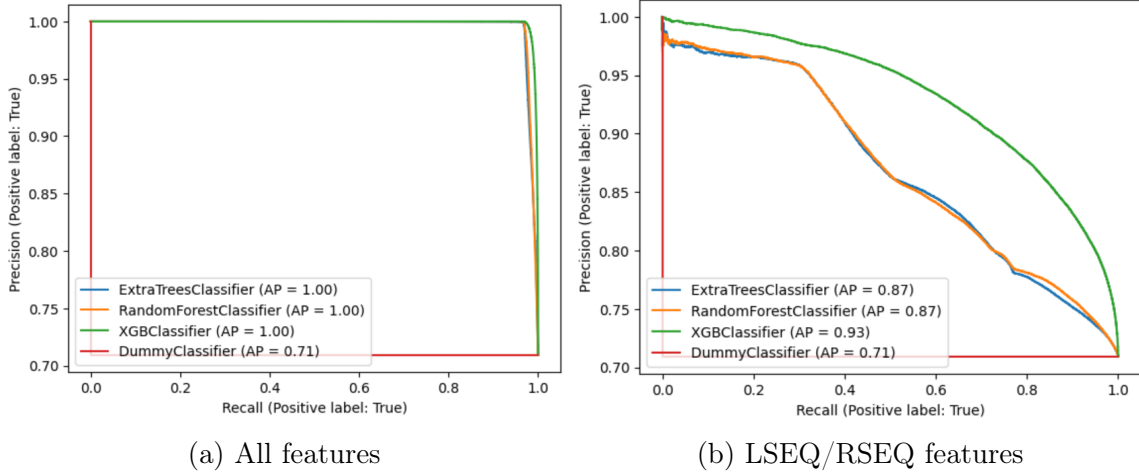 1.00
0.95
0.90
0.85
0.80
0.75
0.70
Precision (Positive label: True)
ExtraTreesClassifier (AP = 1.00)
RandomForestClassifier (AP = 1.00)
XGBClassifier (AP = 1.00)
DummyClassifier (AP = 0.71)
0.0 0.2 0.4 0.6 0.8 1.0
Recall (Positive label: True)
(a) All features
1.00
0.95
0.90
0.85
0.80
0.75
0.70
Precision (Positive label: True)
ExtraTreesClassifier (AP = 0.87)
RandomForestClassifier (AP = 0.87)
XGBClassifier (AP = 0.93)
DummyClassifier (AP = 0.71)
0.0 0.2 0.4 0.6 0.8 1.0
Recall (Positive label: True)
(b) LSEQ/RSEQ features